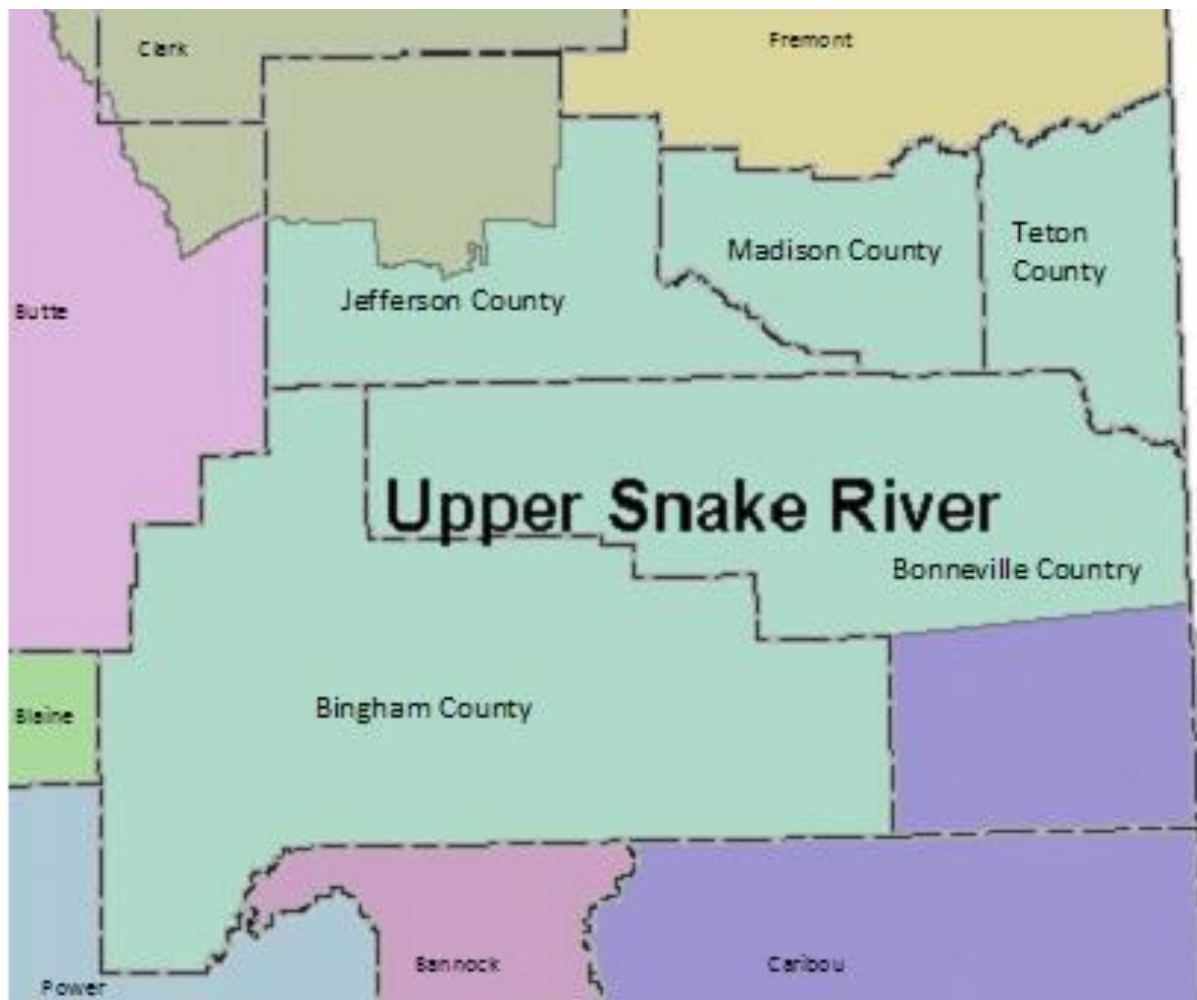 Clark
Fremont
Madison County
Teton
County
Jefferson County
Butte
Upper Snake River
Bonneville Country
Bingham County
Blaine
Bannock
Caribou
Power